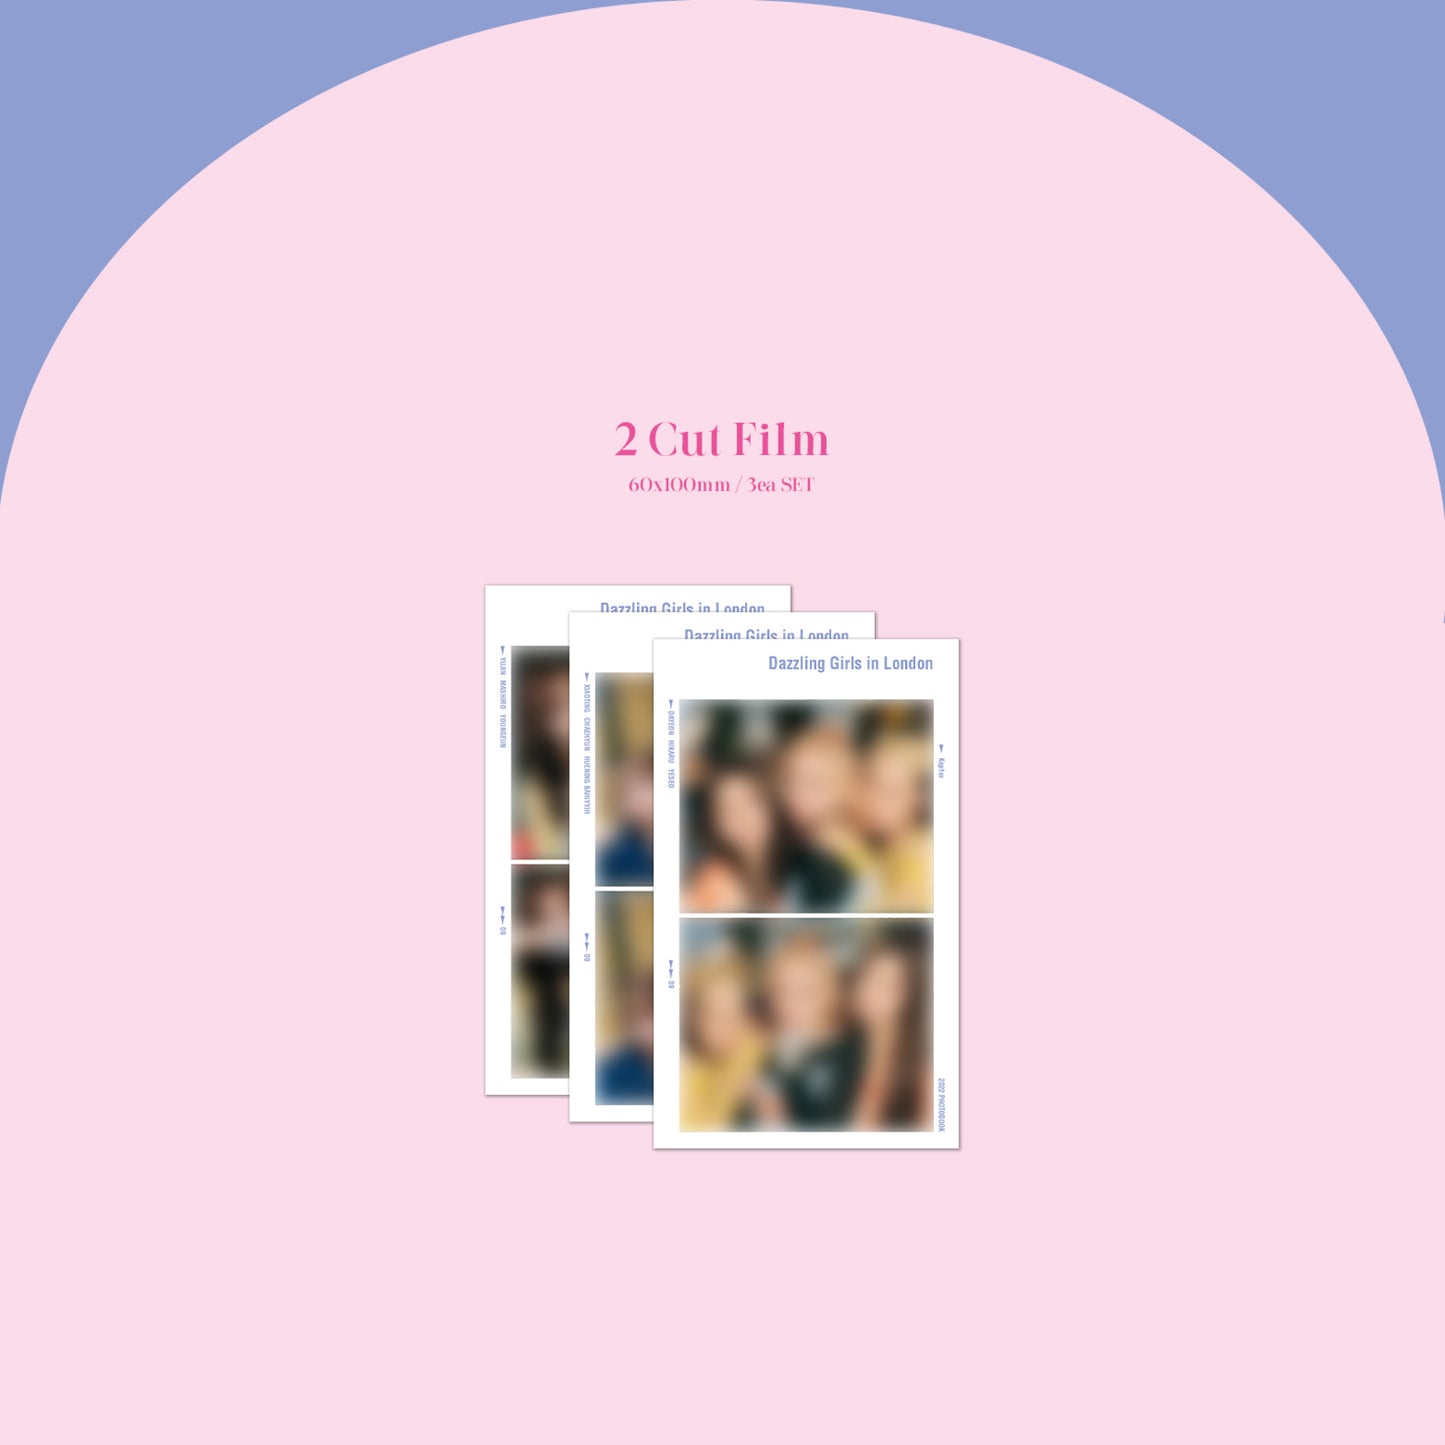 2 Cut Film
60x100mm / 3ea SET
Dazzling Girls in London
YUJIN MASHIRO YOUNGEUN
09
Dazzling Girls in London
XIAOTING CHAEHYUN HUENING BAHIYYIH
09
Dazzling Girls in London
DAYEON HIKARU YESEO
Kep1er
09
2022 PHOTOBOOK